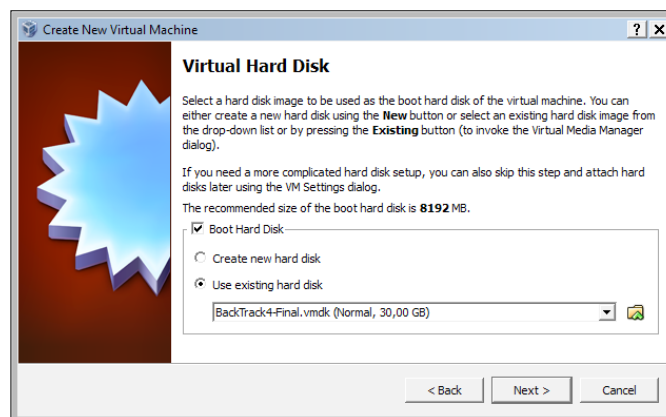 Create New Virtual Machine
Virtual Hard Disk
Select a hard disk image to be used as the boot hard disk of the virtual machine. You can
either create a new hard disk using the New button or select an existing hard disk image from
the drop-down list or by pressing the Existing button (to invoke the Virtual Media Manager
dialog).
If you need a more complicated hard disk setup, you can also skip this step and attach hard
disks later using the VM Settings dialog.
The recommended size of the boot hard disk is 8192 MB.
Boot Hard Disk
Create new hard disk
Use existing hard disk
BackTrack4-Final.vmdk (Normal, 30,00 GB)
< Back Next > Cancel